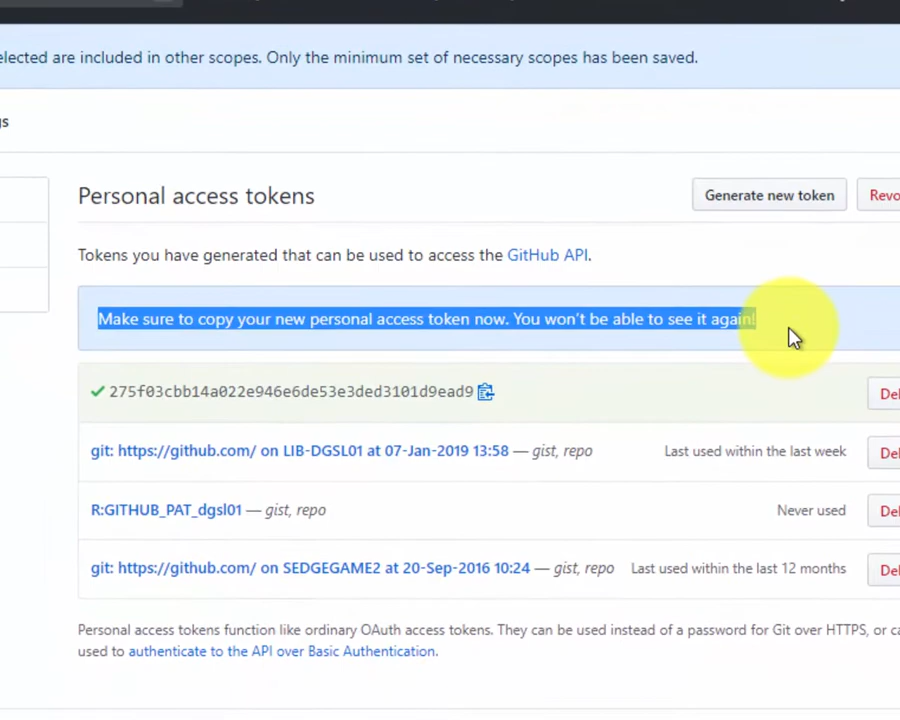 elected are included in other scopes. Only the minimum set of necessary scopes has been saved.
gs
Personal access tokens
Generate new token
Revo
Tokens you have generated that can be used to access the GitHub API.
Make sure to copy your new personal access token now. You won't be able to see it again!
275f03cbb14a022e946e6de53e3ded3101d9ead9
Del
git: https://github.com/ on LIB-DGSL01 at 07-Jan-2019 13:58 — gist, repo
Last used within the last week
Del
R:GITHUB_PAT_dgsl01 — gist, repo
Never used
Del
git: https://github.com/ on SEDGEGAME2 at 20-Sep-2016 10:24 — gist, repo
Last used within the last 12 months
Del
Personal access tokens function like ordinary OAuth access tokens. They can be used instead of a password for Git over HTTPS, or ca
used to authenticate to the API over Basic Authentication.